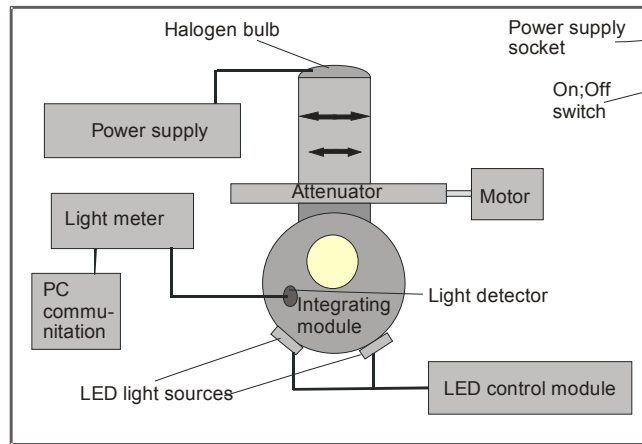 Halogen bulb
Power supply
socket
On;Off
switch
Power supply
Attenuator
Motor
Light meter
PC
commu-
nitation
Light detector
Integrating
module
LED light sources
LED control module